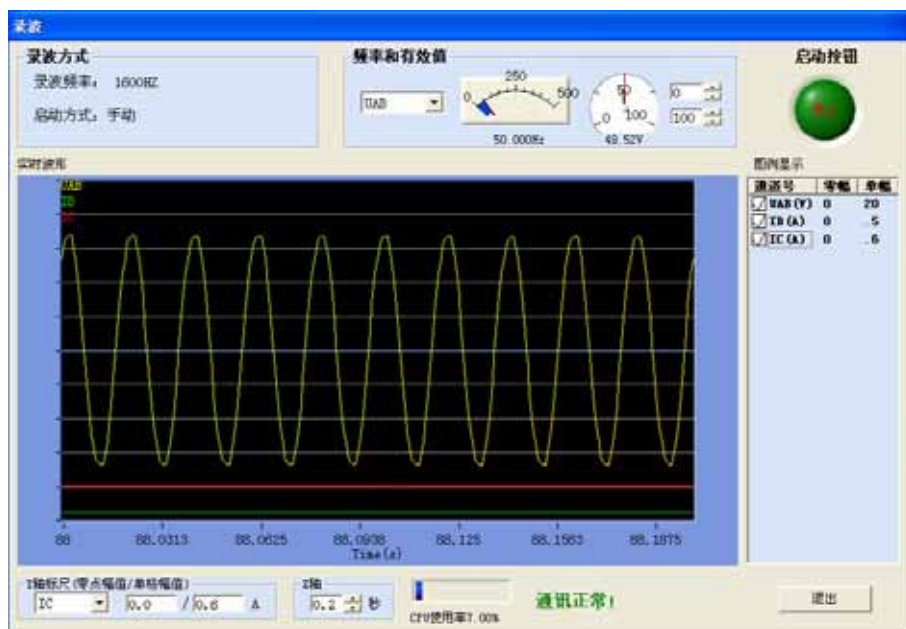 录波
录波方式
录波频率: 1600HZ
启动方式: 手动
频率和有效值
UAB
0
250
500
50.000Hz
0
50
100
49.52V
0
100
启动按钮
实时波形
UAB
IB
IC
88
88.0313
88.0625
88.0938
88.125
88.1563
88.1875
Time(s)
图例显示
通道号 零幅 单幅
UAB(V) 0 20
IB(A) 0 .5
IC(A) 0 .6
Y轴标尺(零点幅值/单格幅值)
IC 0.0 / 0.6 A
X轴
0.2 秒
CPU使用率7.00%
通讯正常!
退出